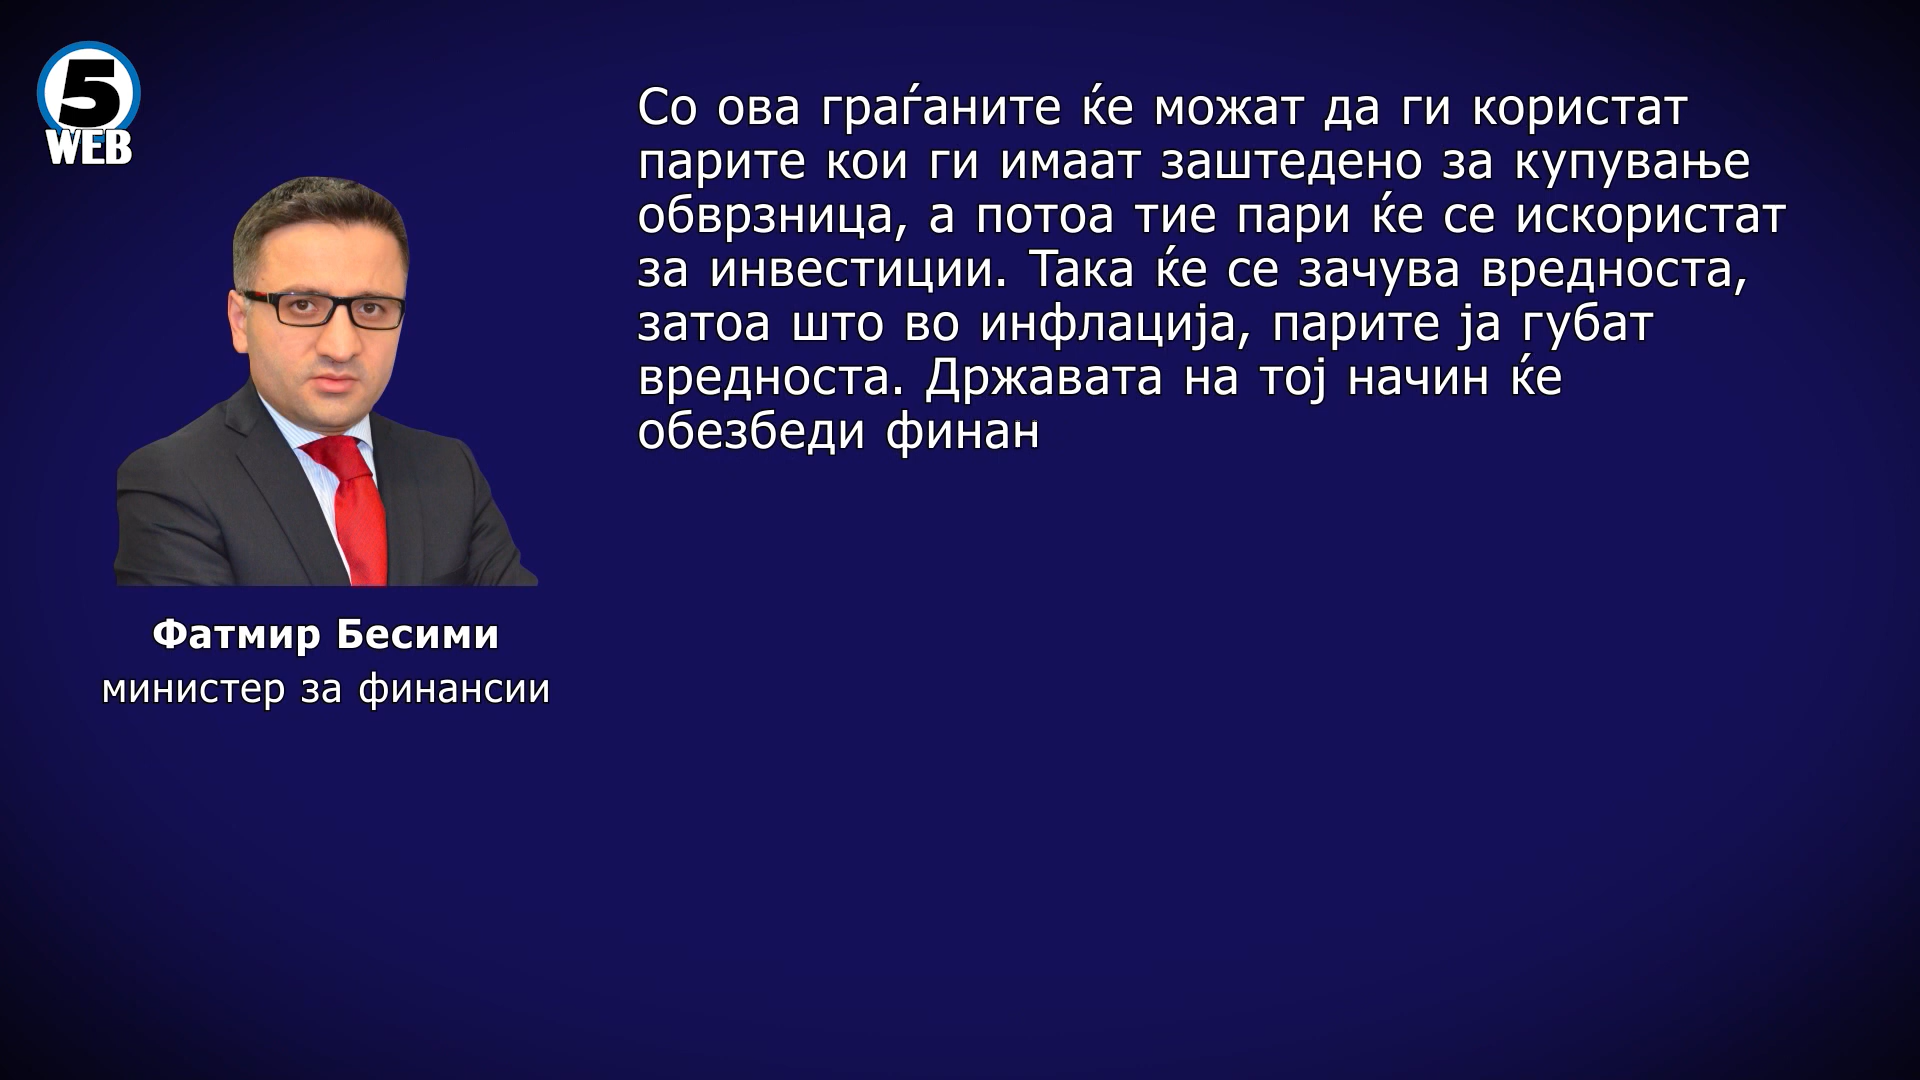 5
WEB
Со ова граѓаните ќе можат да ги користат
парите кои ги имаат заштедено за купување
обврзница, а потоа тие пари ќе се искористат
за инвестиции. Така ќе се зачува вредноста,
затоа што во инфлација, парите ја губат
вредноста. Државата на тој начин ќе
обезбеди финан
Фатмир Бесими
министер за финансии